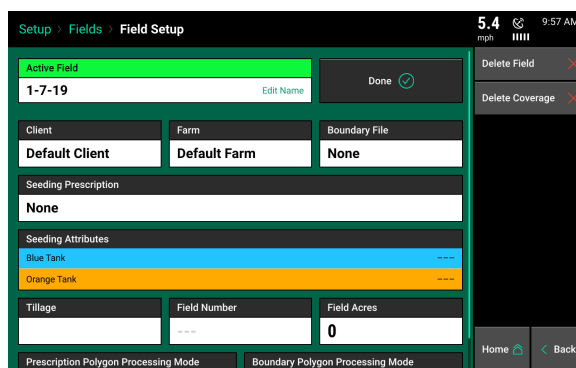 Setup > Fields > Field Setup
5.4
mph
9:57 AM
Active Field
1-7-19
Edit Name
Done
Delete Field
Delete Coverage
Client
Default Client
Farm
Default Farm
Boundary File
None
Seeding Prescription
None
Seeding Attributes
Blue Tank
---
Orange Tank
---
Tillage
Field Number
---
Field Acres
0
Prescription Polygon Processing Mode
Boundary Polygon Processing Mode
Home
< Back